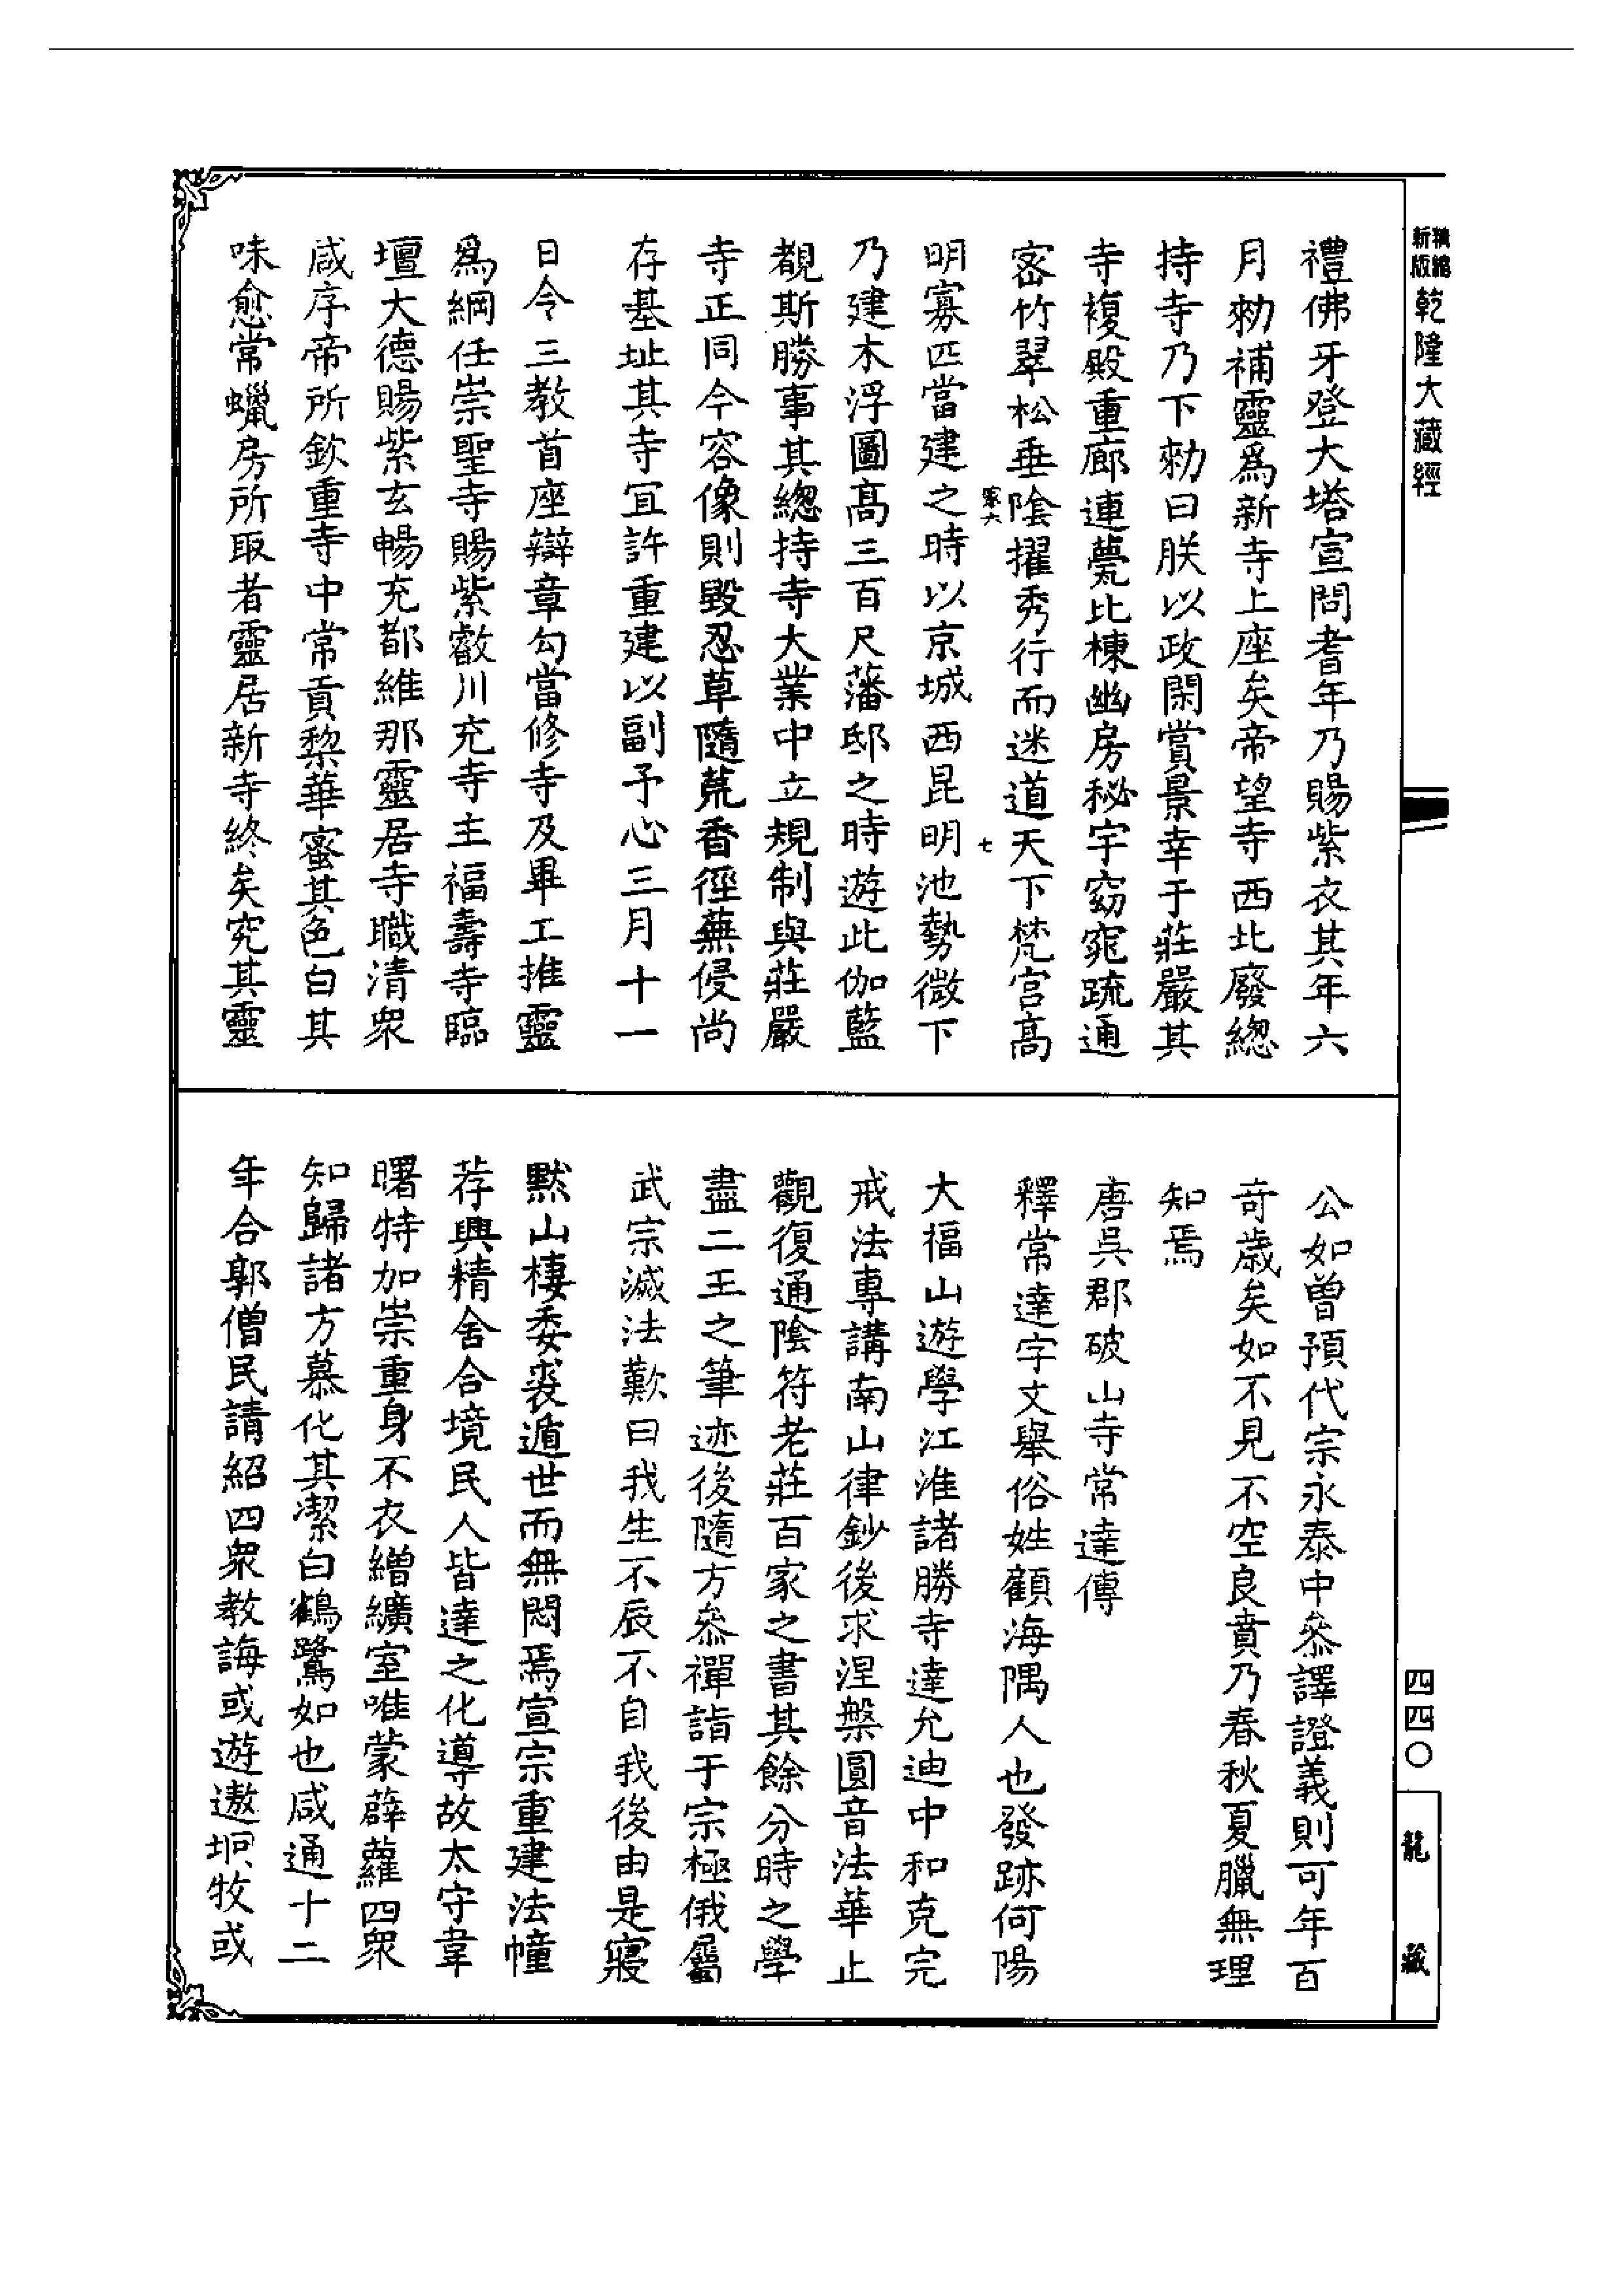 新版精縮乾隆大藏經
禮佛牙登大塔宣問耆年乃賜紫衣其年六
月勑補靈爲新寺上座矣帝望寺西北廢總
持寺乃下勑曰朕以政閑賞景幸于莊嚴其
寺複殿重廊連甍比棟幽房秘宇窈窕疏通
密竹翠松垂陰擢秀行而迷道天下梵宮高
家六 七
明寡匹當建之時以京城西昆明池勢微下
乃建木浮圖高三百尺藩邸之時遊此伽藍
覩斯勝事其總持寺大業中立規制與莊嚴
寺正同今容像則毀忍草隨荒香徑蕪侵尚
存基址其寺宜許重建以副予心三月十一
日令三教首座辯章勾當修寺及畢工推靈
爲綱任崇聖寺賜紫叡川充寺主福壽寺臨
壇大德賜紫玄暢充都維那靈居寺職清衆
咸序帝所欽重寺中常貢梨華蜜其色白其
味愈常蠟房所取者靈居新寺終矣究其靈
公如曾預代宗永泰中叅譯證義則可年百
奇歲矣如不見不空良賁乃春秋夏臘無理
知焉
唐吳郡破山寺常達傳
釋常達字文舉俗姓顧海隅人也發跡何陽
大福山遊學江淮諸勝寺達允迪中和克完
戒法專講南山律鈔後求涅槃圓音法華止
觀復通陰符老莊百家之書其餘分時之學
盡二王之筆迹後隨方叅禪詣于宗極俄屬
武宗滅法歎曰我生不辰不自我後由是寢
默山棲委裘遁世而無悶焉宣宗重建法幢
荐興精舍合境民人皆達之化導故太守韋
曙特加崇重身不衣繒纊室唯蒙薜蘿四衆
知歸諸方慕化其潔白鶴鷺如也咸通十二
年合郭僧民請紹四衆教誨或遊遨坰牧或
四四〇
龍藏